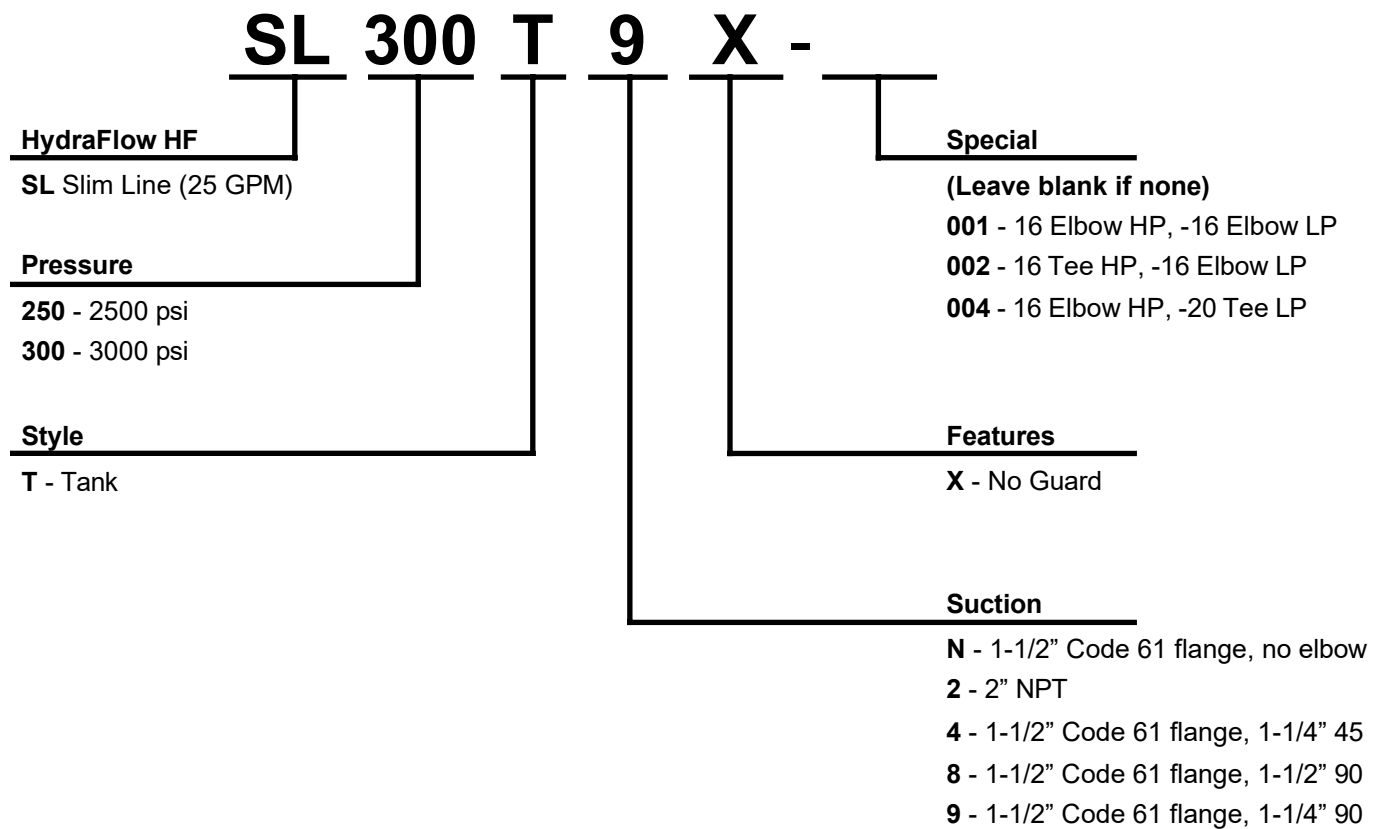 SL 300 T 9 X -
HydraFlow HF
SL Slim Line (25 GPM)
Pressure
250 - 2500 psi
300 - 3000 psi
Style
T - Tank
Special
(Leave blank if none)
001 - 16 Elbow HP, -16 Elbow LP
002 - 16 Tee HP, -16 Elbow LP
004 - 16 Elbow HP, -20 Tee LP
Features
X - No Guard
Suction
N - 1-1/2” Code 61 flange, no elbow
2 - 2” NPT
4 - 1-1/2” Code 61 flange, 1-1/4” 45
8 - 1-1/2” Code 61 flange, 1-1/2” 90
9 - 1-1/2” Code 61 flange, 1-1/4” 90